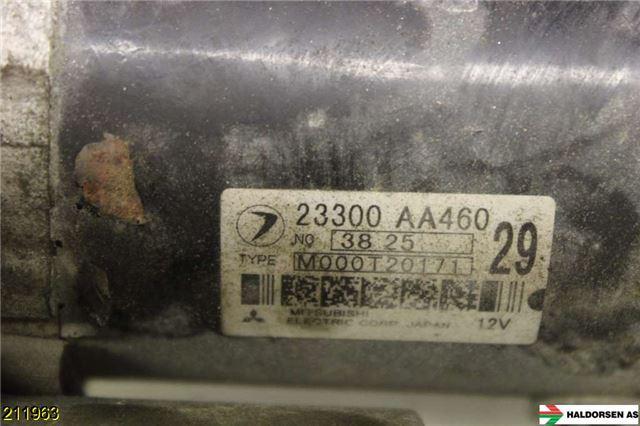 23300 AA460
NO 38 25
TYPE M000T20171
29
MITSUBISHI
ELECTRIC CORP. JAPAN 12V
211963
HALDORSEN AS